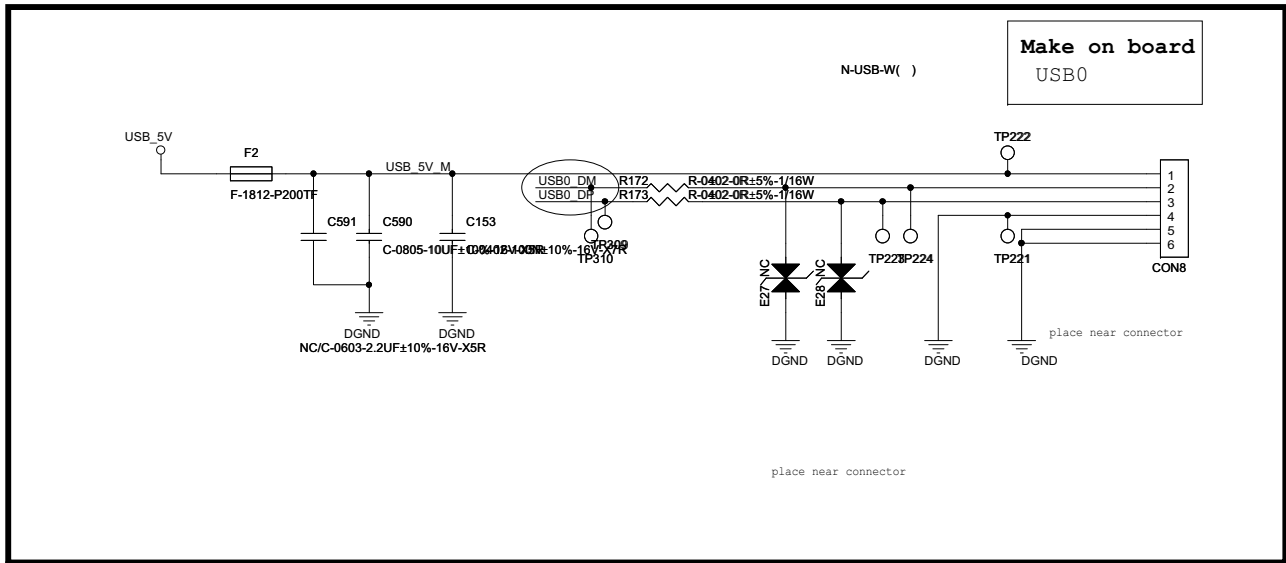 Make on board
USB0
N-USB-W( )
USB_5V
F2
F-1812-P200TF
USB_5V_M
USB0_DM
USB0_DP
R172
R173
R-0402-0R±5%-1/16W
R-0402-0R±5%-1/16W
TP222
1
2
3
4
5
6
CON8
C591
C590
C153
TP309
TP310
TP223
TP224
TP221
E27 NC
E28 NC
DGND
DGND
NC/C-0603-2.2UF±10%-16V-X5R
DGND
DGND
DGND
DGND
place near connector
place near connector